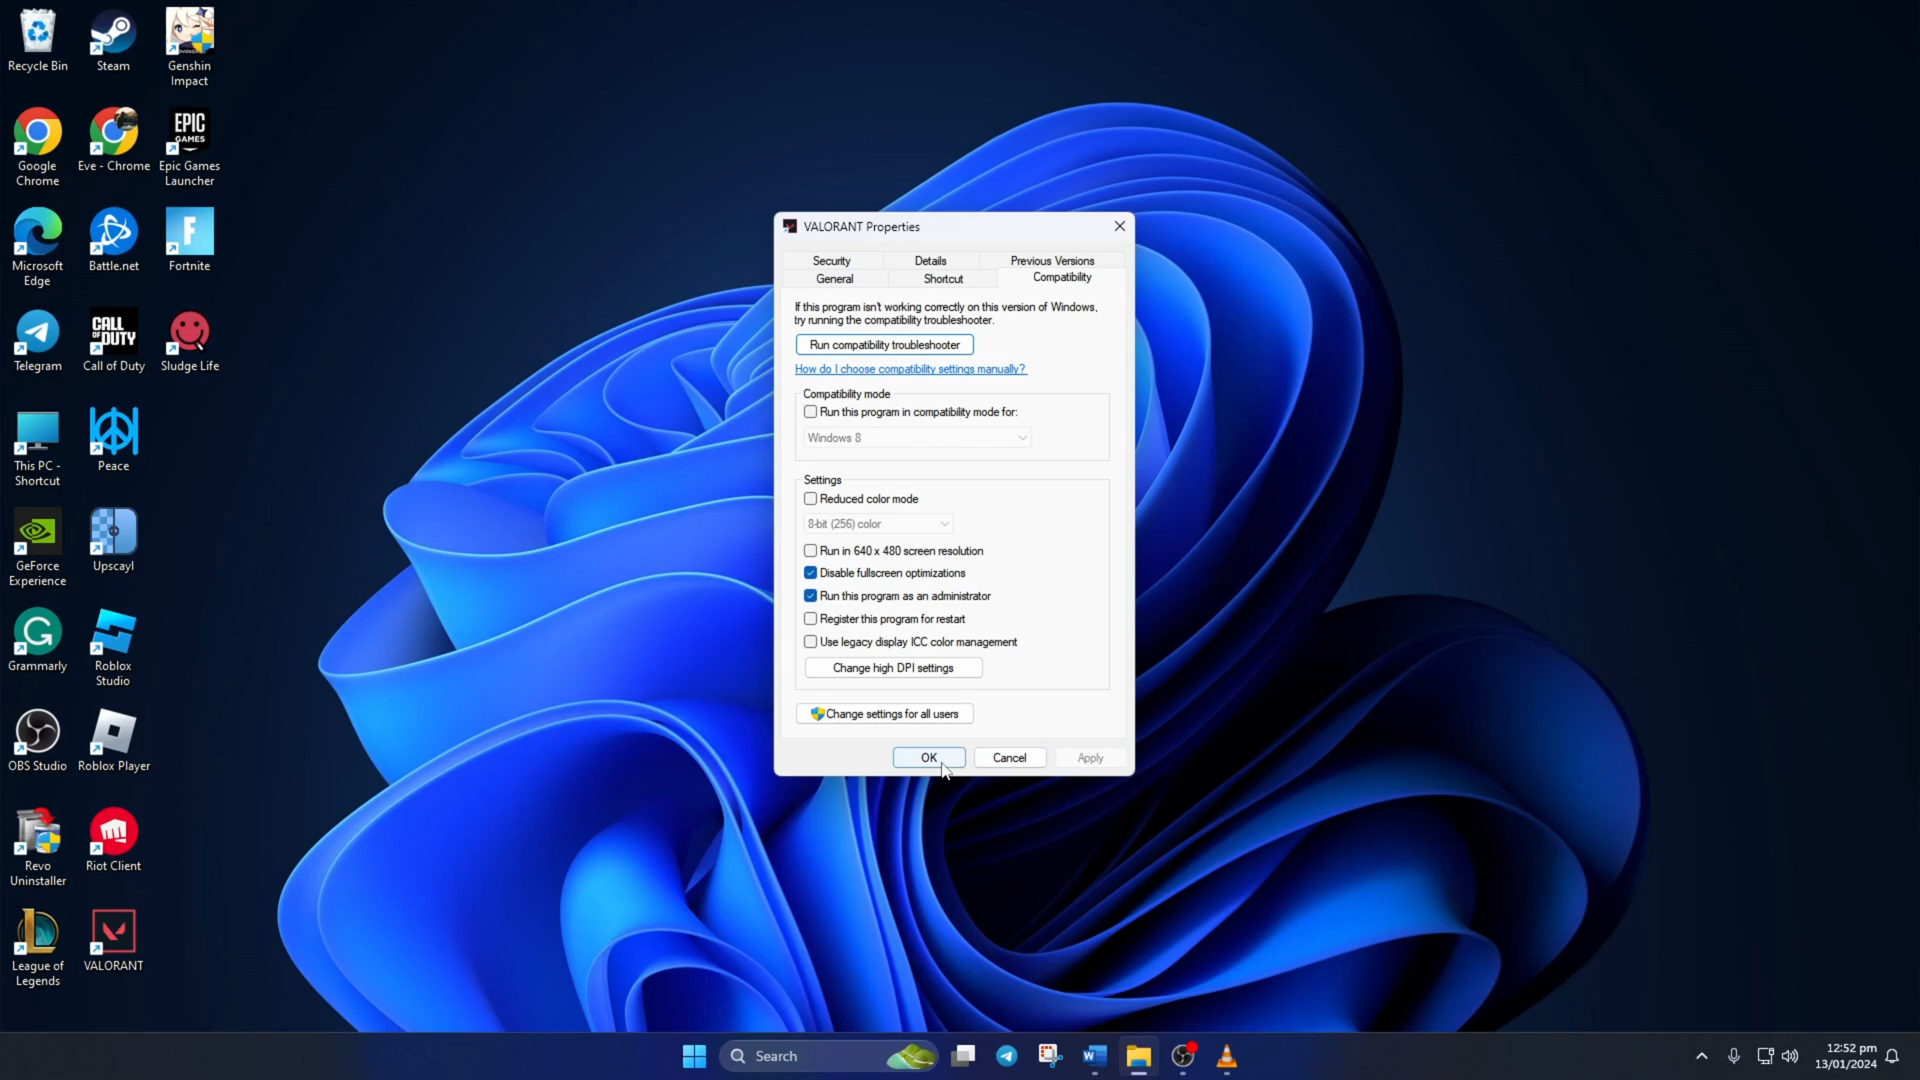 Recycle Bin
Steam
Genshin
Impact
Google
Chrome
Eve - Chrome
EPIC
GAMES
Epic Games
Launcher
Microsoft
Edge
Battle.net
Fortnite
Telegram
CALL
OF DUTY
Call of Duty
Sludge Life
This PC -
Shortcut
Peace
GeForce
Experience
Upscayl
Grammarly
Roblox
Studio
OBS Studio
Roblox Player
Revo
Uninstaller
Riot Client
League of
Legends
VALORANT
VALORANT Properties
Security
Details
Previous Versions
General
Shortcut
Compatibility
If this program isn't working correctly on this version of Windows,
try running the compatibility troubleshooter.
Run compatibility troubleshooter
How do I choose compatibility settings manually?
Compatibility mode
Run this program in compatibility mode for:
Windows 8
Settings
Reduced color mode
8-bit (256) color
Run in 640 x 480 screen resolution
Disable fullscreen optimizations
Run this program as an administrator
Register this program for restart
Use legacy display ICC color management
Change high DPI settings
Change settings for all users
OK
Cancel
Apply
Search
12:52 pm
13/01/2024